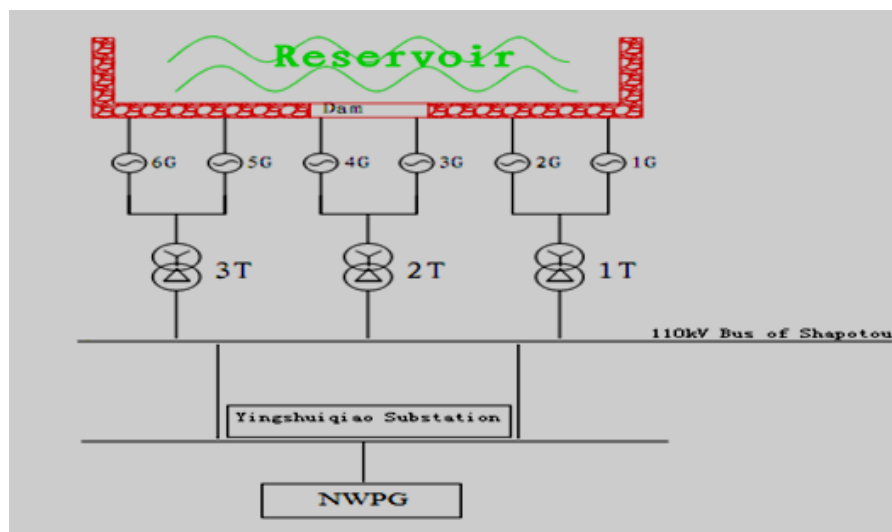 Reservoir
Dam
6G 5G 4G 3G 2G 1G
3T 2T 1T
110kV Bus of Shapotou
Yingshuiqiao Substation
NWPG